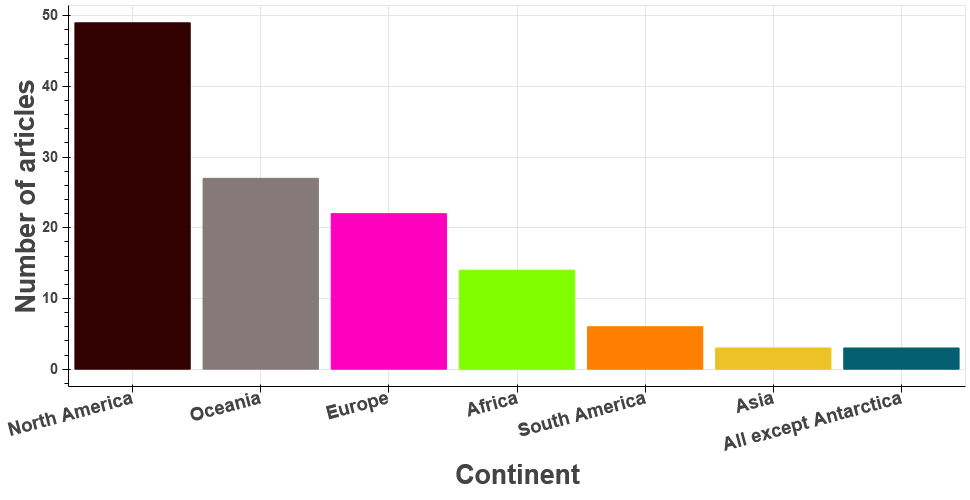 50
40
30
20
10
0
Number of articles
North America
Oceania
Europe
Africa
South America
Asia
All except Antarctica
Continent